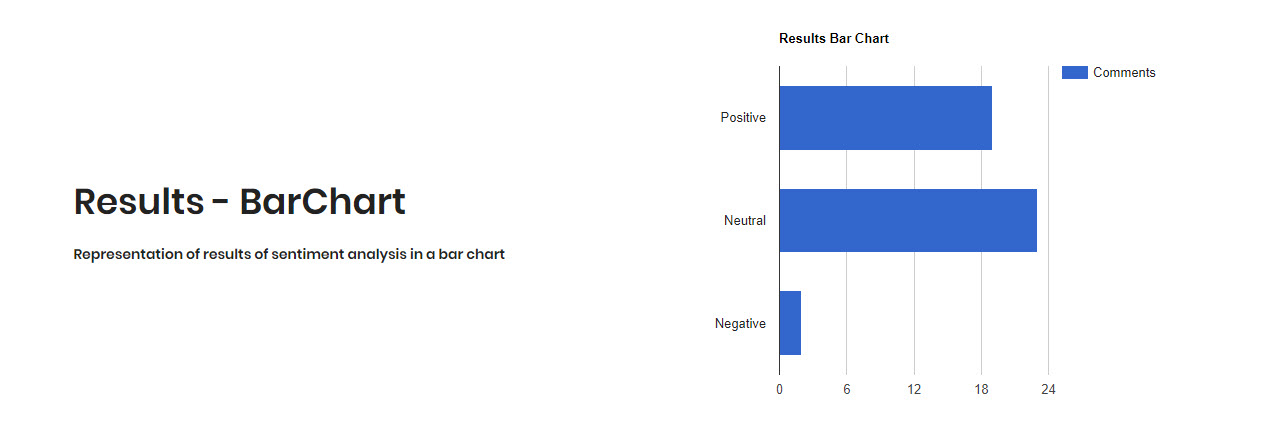 Results - BarChart
Representation of results of sentiment analysis in a bar chart
Results Bar Chart
Comments
Positive
Neutral
Negative
0 6 12 18 24